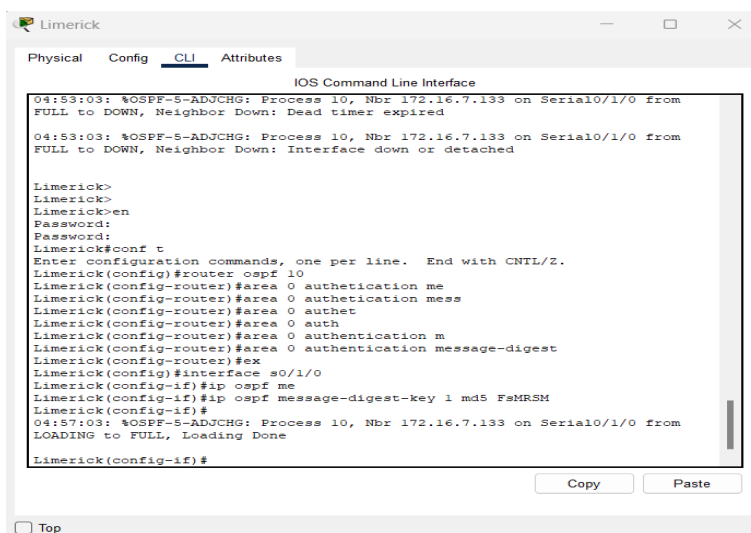 Limerick
Physical Config CLI Attributes
IOS Command Line Interface
04:53:03: %OSPF-5-ADJCHG: Process 10, Nbr 172.16.7.133 on Serial0/1/0 from
FULL to DOWN, Neighbor Down: Dead timer expired
04:53:03: %OSPF-5-ADJCHG: Process 10, Nbr 172.16.7.133 on Serial0/1/0 from
FULL to DOWN, Neighbor Down: Interface down or detached
Limerick>
Limerick>
Limerick>en
Password:
Password:
Limerick#conf t
Enter configuration commands, one per line.  End with CNTL/Z.
Limerick(config)#router ospf 10
Limerick(config-router)#area 0 authetication me
Limerick(config-router)#area 0 authetication mess
Limerick(config-router)#area 0 authet
Limerick(config-router)#area 0 auth
Limerick(config-router)#area 0 authentication m
Limerick(config-router)#area 0 authentication message-digest
Limerick(config-router)#ex
Limerick(config)#interface s0/1/0
Limerick(config-if)#ip ospf me
Limerick(config-if)#ip ospf message-digest-key 1 md5 FsMRSM
Limerick(config-if)#
04:57:03: %OSPF-5-ADJCHG: Process 10, Nbr 172.16.7.133 on Serial0/1/0 from
LOADING to FULL, Loading Done
Limerick(config-if)#
Copy Paste
Top